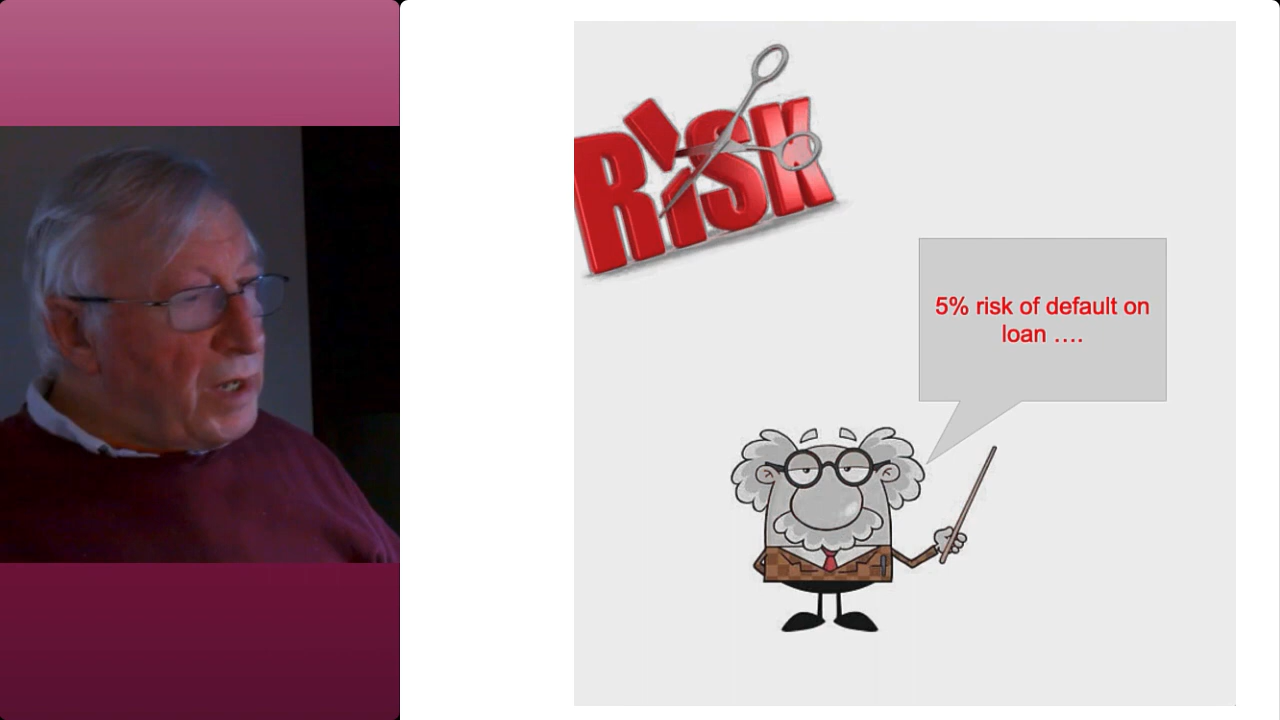 RiSK
5% risk of default on
loan ....